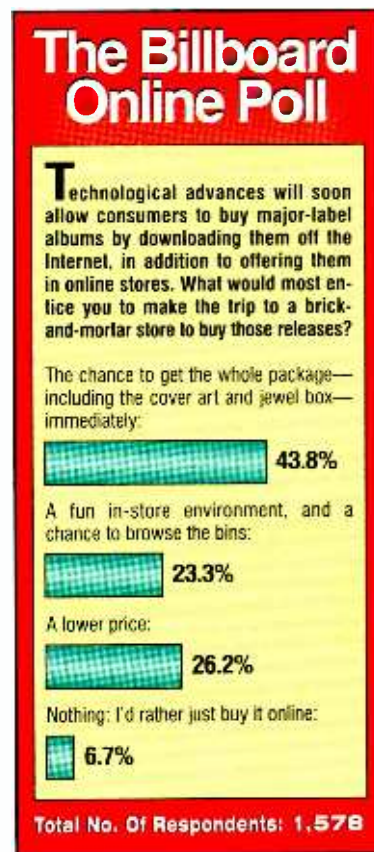 The Billboard
Online Poll
Technological advances will soon
allow consumers to buy major-label
albums by downloading them off the
Internet, in addition to offering them
in online stores. What would most en-
tice you to make the trip to a brick-
and-mortar store to buy those releases?
The chance to get the whole package—
including the cover art and jewel box—
immediately:
43.8%
A fun in-store environment, and a
chance to browse the bins:
23.3%
A lower price:
26.2%
Nothing: I'd rather just buy it online:
6.7%
Total No. Of Respondents: 1,578